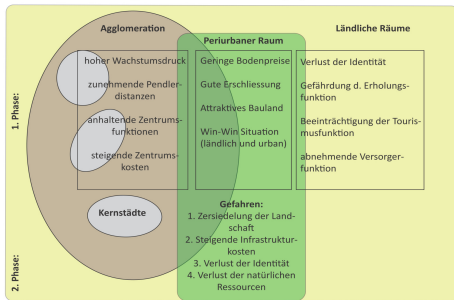 Agglomeration
Periurbaner Raum
Ländliche Räume
1. Phase:
hoher Wachstumsdruck
zunehmende Pendler-
distanzen
anhaltende Zentrums-
funktionen
steigende Zentrums-
kosten
Geringe Bodenpreise
Gute Erschliessung
Attraktives Bauland
Win-Win Situation
(ländlich und urban)
Verlust der Identität
Gefährdung d. Erholungs-
funktion
Beeinträchtigung der Touris-
musfunktion
abnehmende Versorger-
funktion
2. Phase:
Kernstädte
Gefahren:
1. Zersiedelung der Land-
schaft
2. Steigende Infrastruktur-
kosten
3. Verlust der Identität
4. Verlust der natürlichen
Ressourcen